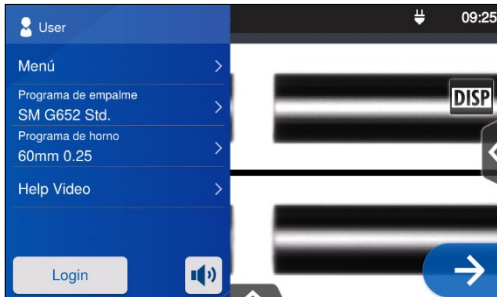 User
09:25
Menú
Programa de empalme
SM G652 Std.
DISP
Programa de horno
60mm 0.25
Help Video
Login